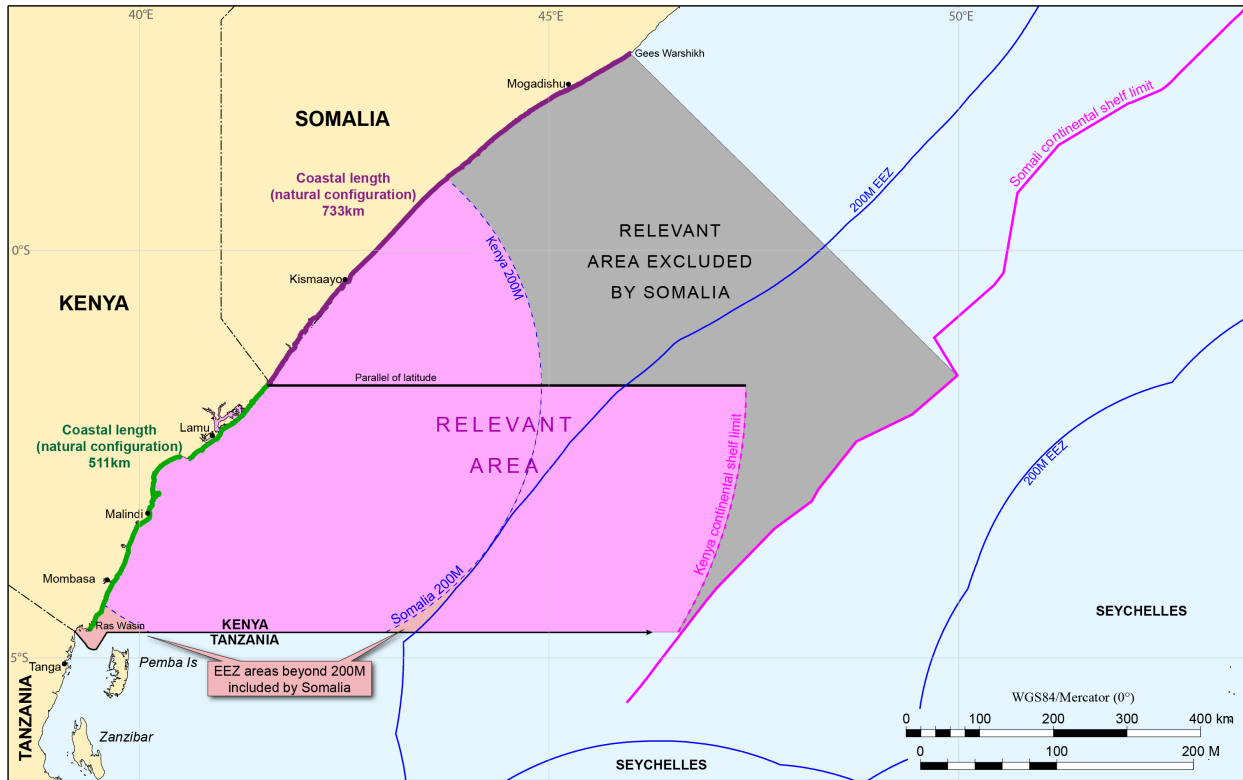 40°E
45°E
50°E
Gees Warshikh
Mogadishu
SOMALIA
Coastal length
(natural configuration)
733km
200M EEZ
Somali continental shelf limit
RELEVANT
AREA EXCLUDED
BY SOMALIA
Kenya 200M
0°S
Kismaayo
KENYA
Parallel of latitude
RELEVANT
AREA
Coastal length
(natural configuration)
511km
Lamu
Kenya continental shelf limit
200M EEZ
Malindi
Mombasa
Somalia 200M
Ras Wasin
KENYA
TANZANIA
SEYCHELLES
5°S
Tanga
Pemba Is
EEZ areas beyond 200M
included by Somalia
TANZANIA
Zanzibar
WGS84/Mercator (0°)
0 100 200 300 400 km
0 100 200 M
SEYCHELLES